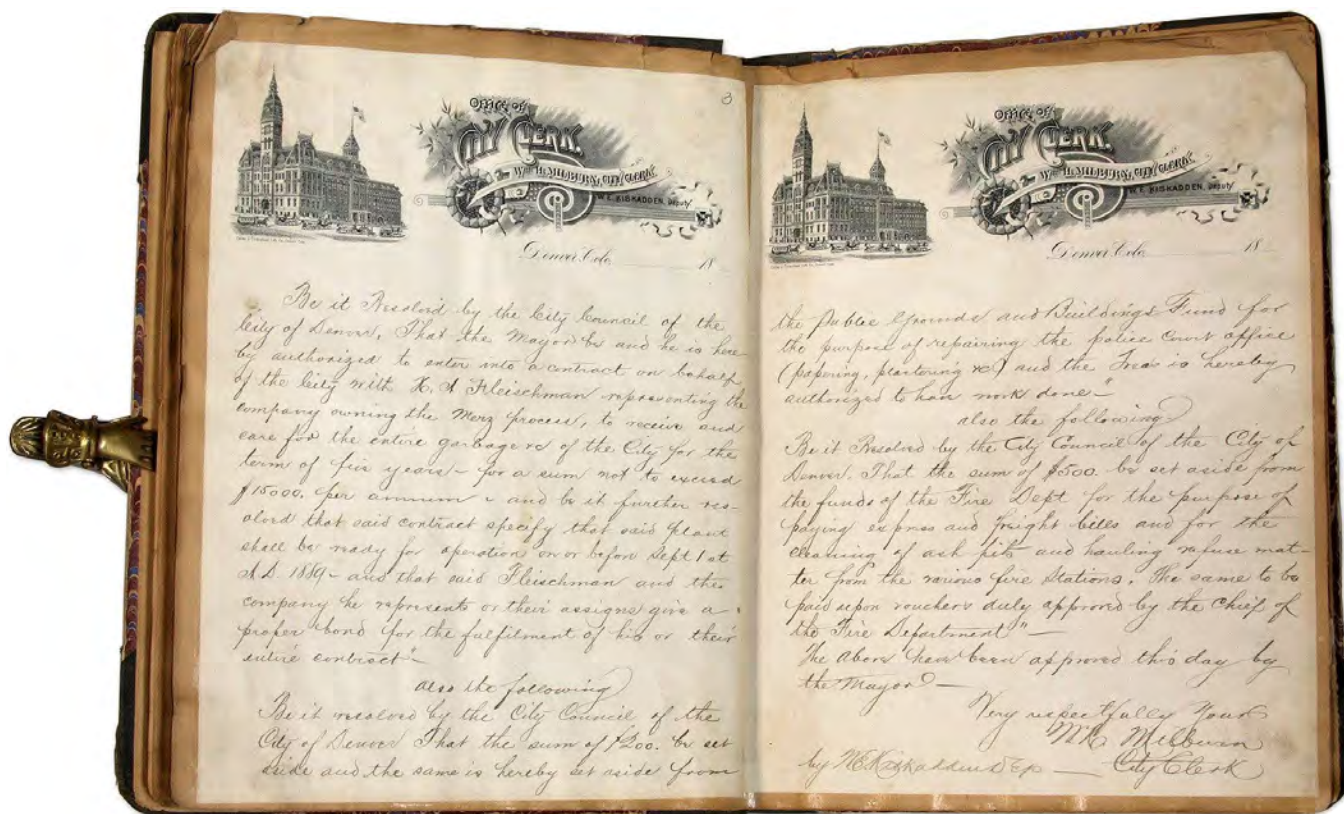 3
OFFICE OF
CITY CLERK.
Wm H. MILBURN, CITY CLERK.
W. E. KISKADDEN, Deputy
Denver, Colo. 18
Be it Resolvd by the City Council of the
City of Denver, That the Mayor be and he is here
by authorized to enter into a contract on behalf
of the City with H. A Fleischman representing the
company owning the Merz process, to receive and
care for the entire garbage &c of the City for the
term of five years – for a sum not to exceed
$15000. per annum – and be it further res-
olved that said contract specify that said plant
shall be ready for operation on or before Sept 1st
A.D. 1889 – and that said Fleischman and the
company he represents or their assigns give a
proper bond for the fulfilment of his or their
entire contract" –
also the following
Be it resolved by the City Council of the
City of Denver That the sum of $200. be set
aside and the same is hereby set aside from
OFFICE OF
CITY CLERK.
Wm H. MILBURN, CITY CLERK.
W. E. KISKADDEN, Deputy
Denver, Colo. 18
the Public Grounds and Buildings Fund for
the purpose of repairing the police Court office
(papering, plastering &c) and the is hereby
authorized to have work done –"
also the following
Be it Resolved by the City Council of the City of
Denver. That the sum of $500. be set aside from
the funds of the Fire Dept for the purpose of
paying express and freight bills and for the
cleaning of ash pits and hauling refuse mat-
ter from the various fire Stations. The same to be
paid upon vouchers duly approved by the Chief of
the Fire Department" –
The above have been approved this day by
the Mayor –
Very respectfully Yours
Milburn
by W E Kiskadden Dep – City Clerk